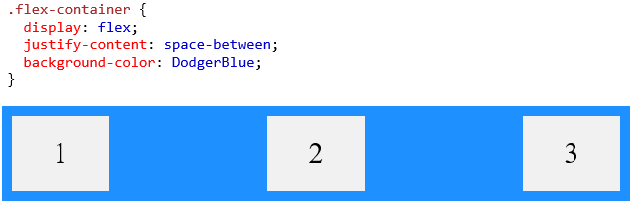 .flex-container {
  display: flex;
  justify-content: space-between;
  background-color: DodgerBlue;
}
1 2 3